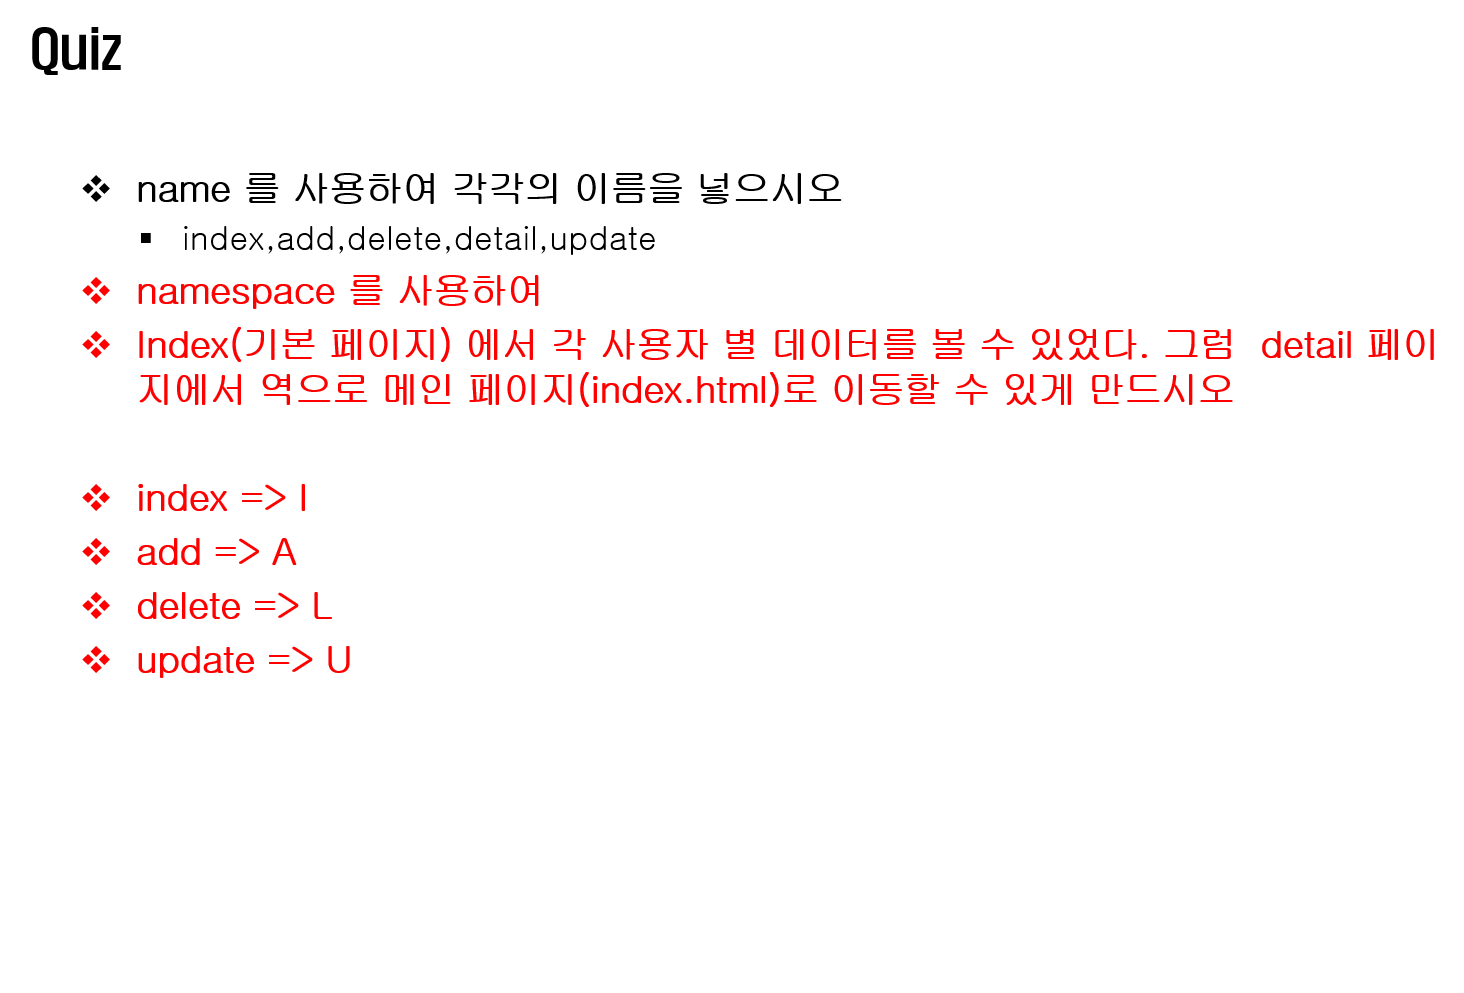 Quiz
name 를 사용하여 각각의 이름을 넣으시오
index,add,delete,detail,update
namespace 를 사용하여
Index(기본 페이지) 에서 각 사용자 별 데이터를 볼 수 있었다. 그럼  detail 페이
지에서 역으로 메인 페이지(index.html)로 이동할 수 있게 만드시오
index => I
add => A
delete => L
update => U